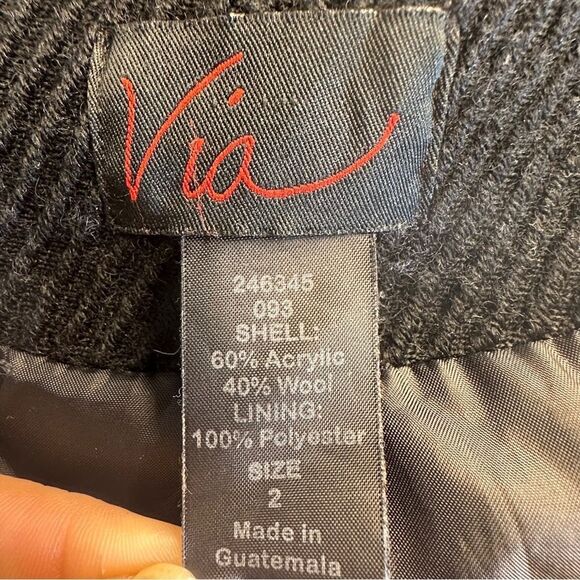 Via
246345
093
SHELL:
60% Acrylic
40% Wool
LINING:
100% Polyester
SIZE
2
Made in
Guatemala